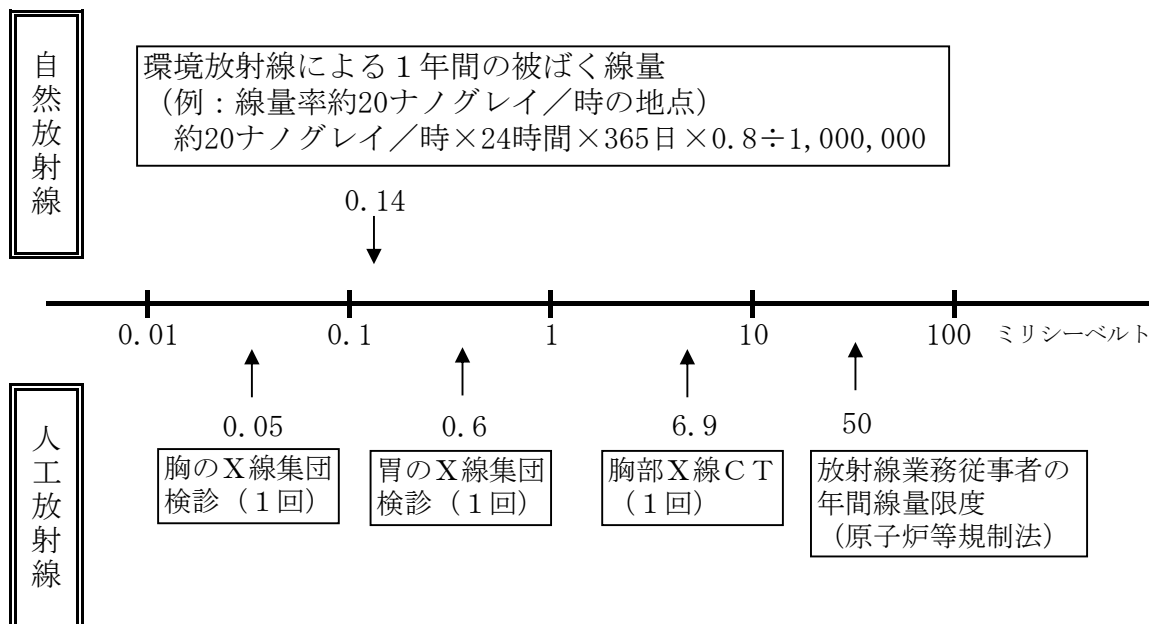 自然放射線
環境放射線による１年間の被ばく線量
（例：線量率約20ナノグレイ／時の地点）
約20ナノグレイ／時×24時間×365日×0.8÷1,000,000
0.14
0.01
0.1
1
10
100
ミリシーベルト
人工放射線
0.05
胸のＸ線集団
検診（１回）
0.6
胃のＸ線集団
検診（１回）
6.9
胸部Ｘ線ＣＴ
（１回）
50
放射線業務従事者の
年間線量限度
（原子炉等規制法）